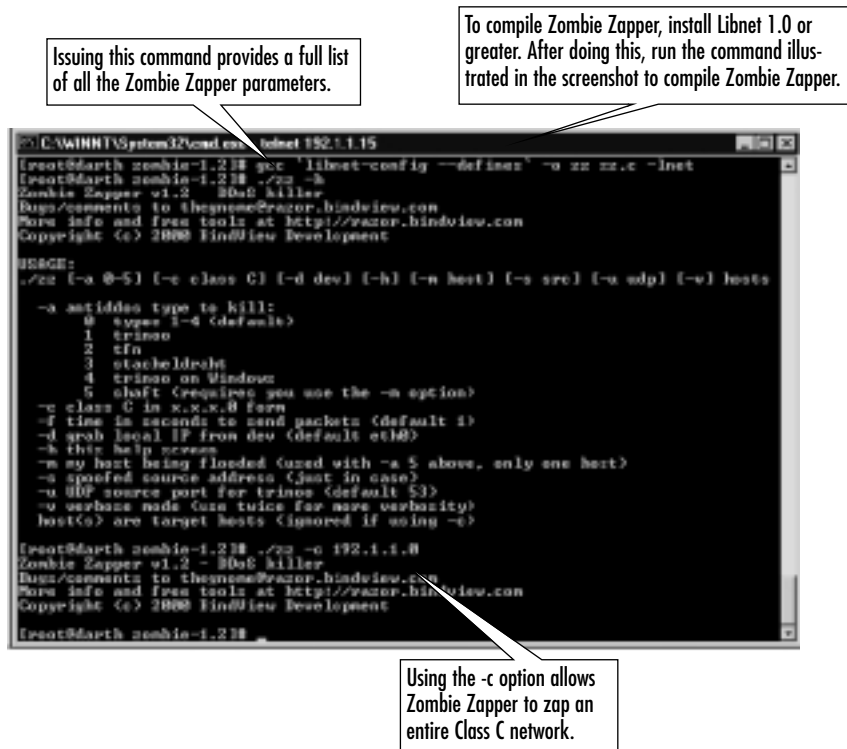 To compile Zombie Zapper, install Libnet 1.0 or
greater. After doing this, run the command illus-
trated in the screenshot to compile Zombie Zapper.
Issuing this command provides a full list
of all the Zombie Zapper parameters.
C:\WINNT\System32\cmd.exe - telnet 192.1.1.15
[root@darth zombie-1.2]# gcc `libnet-config --defines` -o zz zz.c -lnet
[root@darth zombie-1.2]# ./zz -h
Zombie Zapper v1.2 - DDoS killer
Bugs/comments to thegnome@razor.bindview.com
More info and free tools at http://razor.bindview.com
Copyright (c) 2000 BindView Development
USAGE:
./zz [-a 0-5] [-c class C] [-d dev] [-h] [-m host] [-s src] [-u udp] [-v] hosts
-a antiddos type to kill:
0 types 1-4 (default)
1 trinoo
2 tfn
3 stacheldraht
4 trinoo on Windows
5 shaft (requires you use the -m option)
-c class C in x.x.x.0 form
-f time in seconds to send packets (default 1)
-d grab local IP from dev (default eth0)
-h this help screen
-m my host being flooded (used with -a 5 above, only one host)
-s spoofed source address (just in case)
-u UDP source port for trinoo (default 53)
-v verbose mode (use twice for more verbosity)
host(s) are target hosts (ignored if using -c)
[root@darth zombie-1.2]# ./zz -c 192.1.1.0
Zombie Zapper v1.2 - DDoS killer
Bugs/comments to thegnome@razor.bindview.com
More info and free tools at http://razor.bindview.com
Copyright (c) 2000 BindView Development
[root@darth zombie-1.2]# _
Using the -c option allows
Zombie Zapper to zap an
entire Class C network.